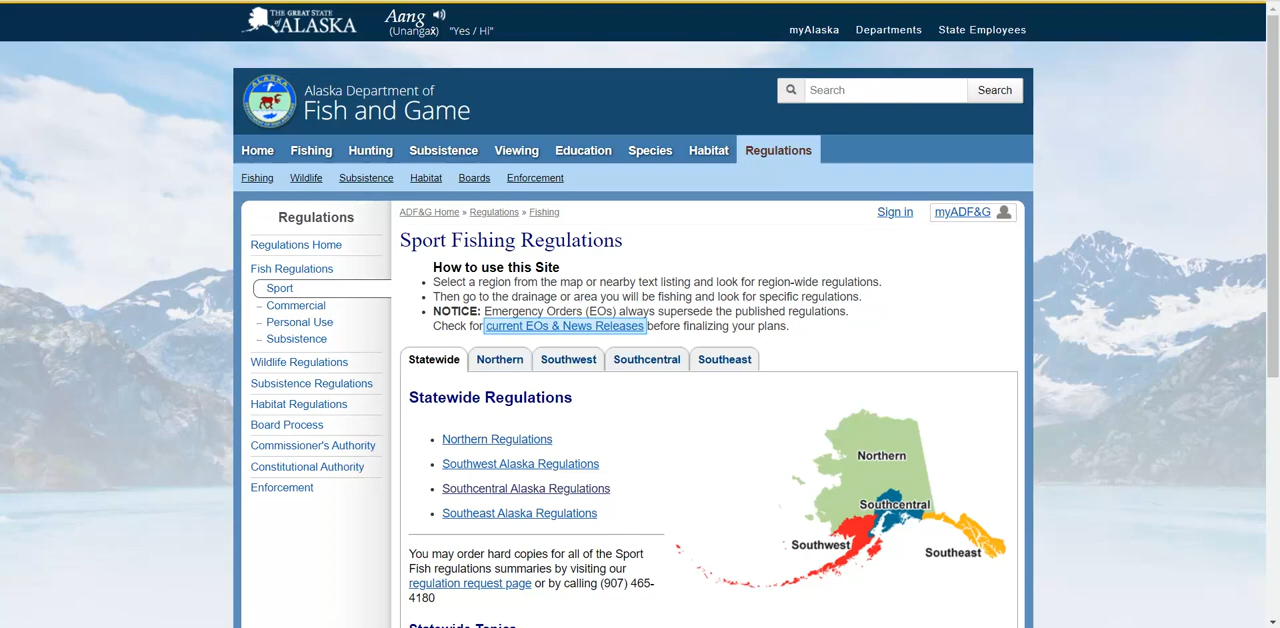 THE GREAT STATE
of ALASKA
Aang
(Unangax̂) "Yes / Hi"
myAlaska Departments State Employees
Alaska Department of
Fish and Game
ALASKA
Search Search
Home Fishing Hunting Subsistence Viewing Education Species Habitat Regulations
Fishing Wildlife Subsistence Habitat Boards Enforcement
Regulations
Regulations Home
Fish Regulations
Sport
– Commercial
– Personal Use
– Subsistence
Wildlife Regulations
Subsistence Regulations
Habitat Regulations
Board Process
Commissioner's Authority
Constitutional Authority
Enforcement
ADF&G Home » Regulations » Fishing
Sign in myADF&G
Sport Fishing Regulations
How to use this Site
• Select a region from the map or nearby text listing and look for region-wide regulations.
• Then go to the drainage or area you will be fishing and look for specific regulations.
• NOTICE: Emergency Orders (EOs) always supersede the published regulations.
Check for current EOs & News Releases before finalizing your plans.
Statewide Northern Southwest Southcentral Southeast
Statewide Regulations
• Northern Regulations
• Southwest Alaska Regulations
• Southcentral Alaska Regulations
• Southeast Alaska Regulations
You may order hard copies for all of the Sport
Fish regulations summaries by visiting our
regulation request page or by calling (907) 465-
4180
Statewide Topics
Northern
Southcentral
Southwest
Southeast